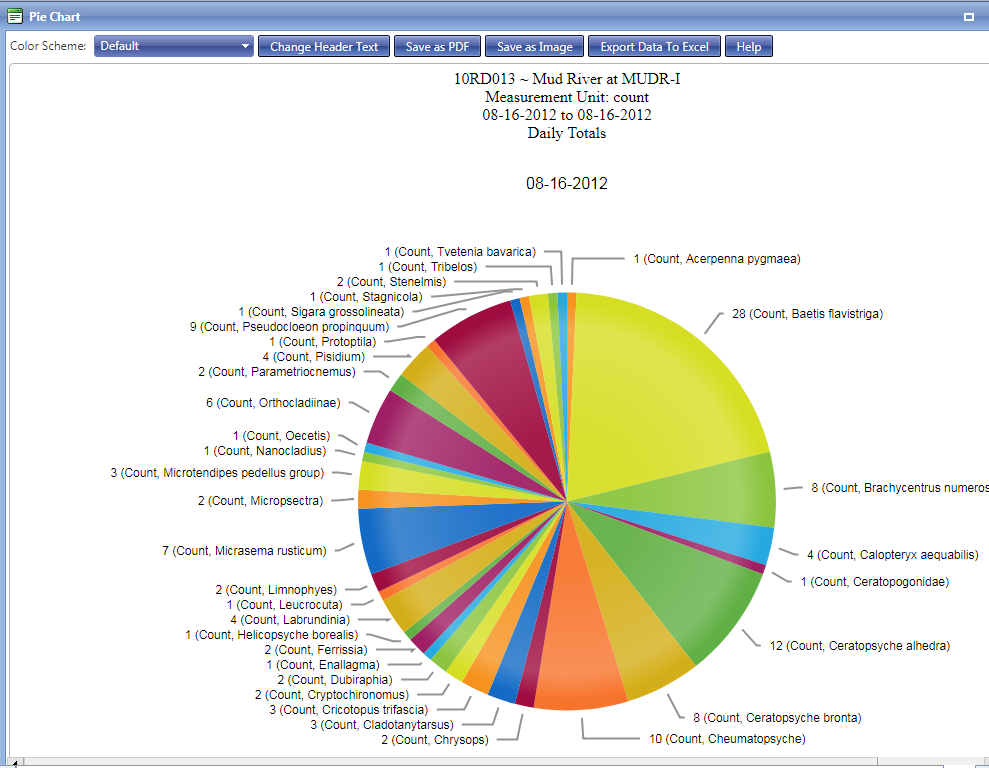 Pie Chart
Color Scheme: Default Change Header Text Save as PDF Save as Image Export Data To Excel Help
10RD013 ~ Mud River at MUDR-I
Measurement Unit: count
08-16-2012 to 08-16-2012
Daily Totals
08-16-2012
1 (Count, Tvetenia bavarica)
1 (Count, Tribelos)
2 (Count, Stenelmis)
1 (Count, Stagnicola)
1 (Count, Sigara grossolineata)
9 (Count, Pseudocloeon propinquum)
1 (Count, Protoptila)
4 (Count, Pisidium)
2 (Count, Parametriocnemus)
6 (Count, Orthocladiinae)
1 (Count, Oecetis)
1 (Count, Nanocladius)
3 (Count, Microtendipes pedellus group)
2 (Count, Micropsectra)
7 (Count, Micrasema rusticum)
2 (Count, Limnophyes)
1 (Count, Leucrocuta)
4 (Count, Labrundinia)
1 (Count, Helicopsyche borealis)
2 (Count, Ferrissia)
1 (Count, Enallagma)
2 (Count, Dubiraphia)
2 (Count, Cryptochironomus)
3 (Count, Cricotopus trifascia)
3 (Count, Cladotanytarsus)
2 (Count, Chrysops)
1 (Count, Acerpenna pygmaea)
28 (Count, Baetis flavistriga)
8 (Count, Brachycentrus numeros
4 (Count, Calopteryx aequabilis)
1 (Count, Ceratopogonidae)
12 (Count, Ceratopsyche alhedra)
8 (Count, Ceratopsyche bronta)
10 (Count, Cheumatopsyche)